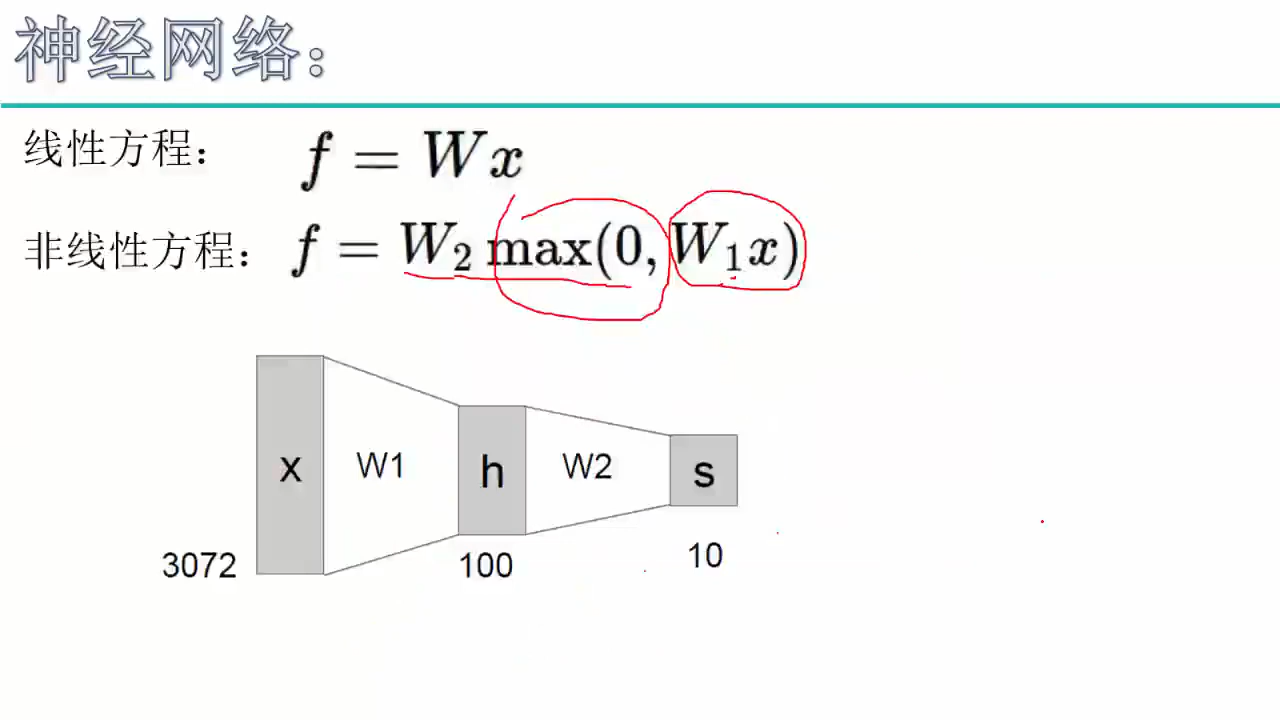 神经网络：
线性方程： f = Wx
非线性方程： f = W₂ max(0, W₁x)
x W1 h W2 s
3072 100 10